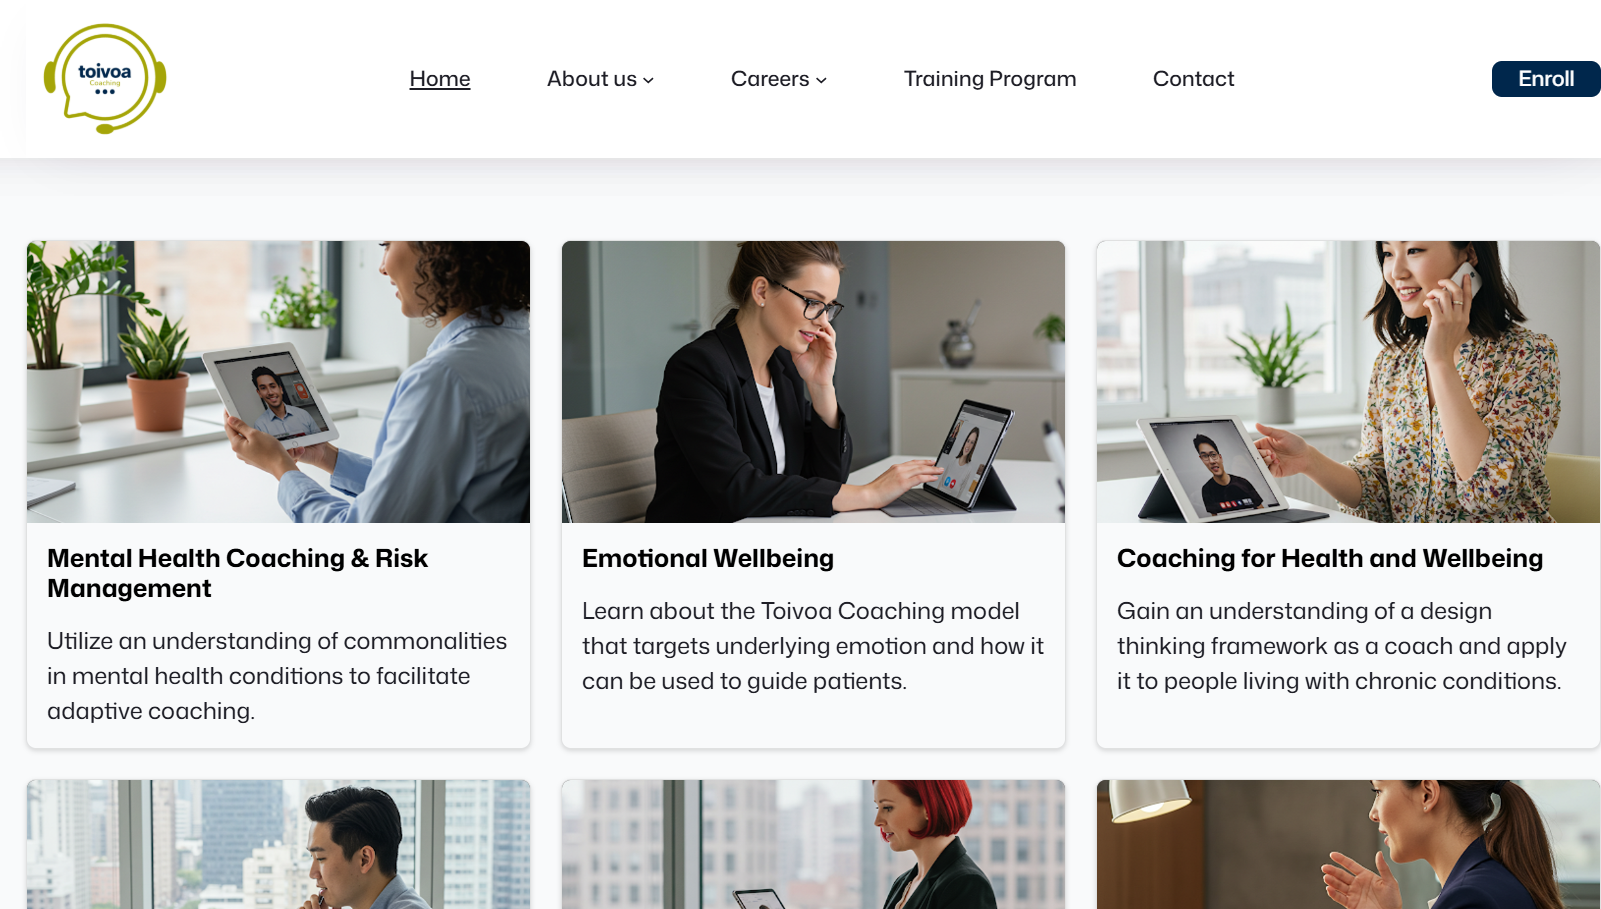 toivoa
Coaching
Home
About us
Careers
Training Program
Contact
Enroll
Mental Health Coaching & Risk
Management
Utilize an understanding of commonalities
in mental health conditions to facilitate
adaptive coaching.
Emotional Wellbeing
Learn about the Toivoa Coaching model
that targets underlying emotion and how it
can be used to guide patients.
Coaching for Health and Wellbeing
Gain an understanding of a design
thinking framework as a coach and apply
it to people living with chronic conditions.